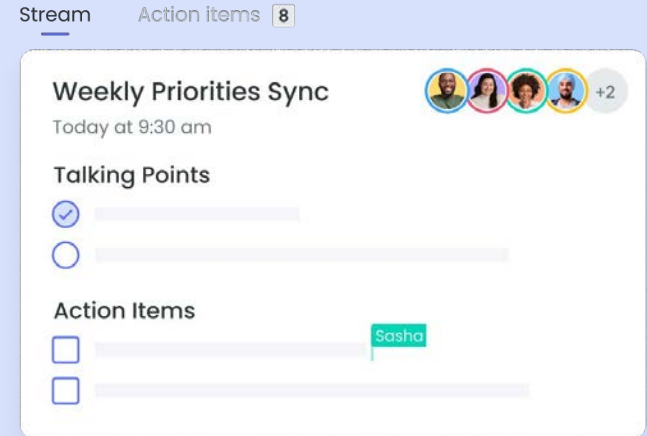 Stream Action items 8
Weekly Priorities Sync +2
Today at 9:30 am
Talking Points
Action Items
Sasha